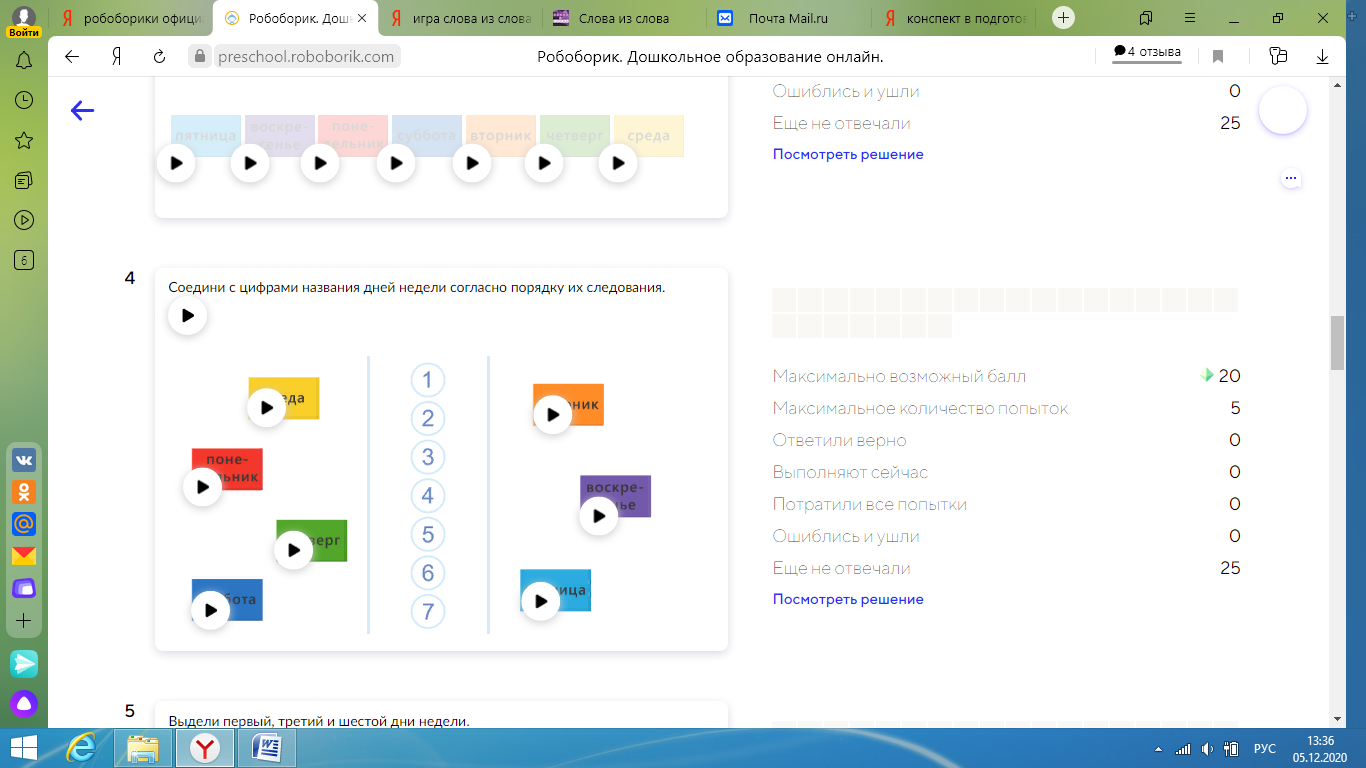 роборики офици
Робоборик. Дошк
игра слова из слова
Слова из слова
Почта Mail.ru
конспект в подготов
Войти
preschool.roboborik.com
Робоборик. Дошкольное образование онлайн.
4 отзыва
6
пятница
воскре-
поне-
суббота
вторник
четверг
среда
Ошиблись и ушли 0
Еще не отвечали 25
Посмотреть решение
4
Соедини с цифрами названия дней недели согласно порядку их следования.
поне-
воскре-
1
2
3
4
5
6
7
Максимально возможный балл 20
Максимальное количество попыток 5
Ответили верно 0
Выполняют сейчас 0
Потратили все попытки 0
Ошиблись и ушли 0
Еще не отвечали 25
Посмотреть решение
5
Выдели первый, третий и шестой дни недели.
РУС
13:36
05.12.2020